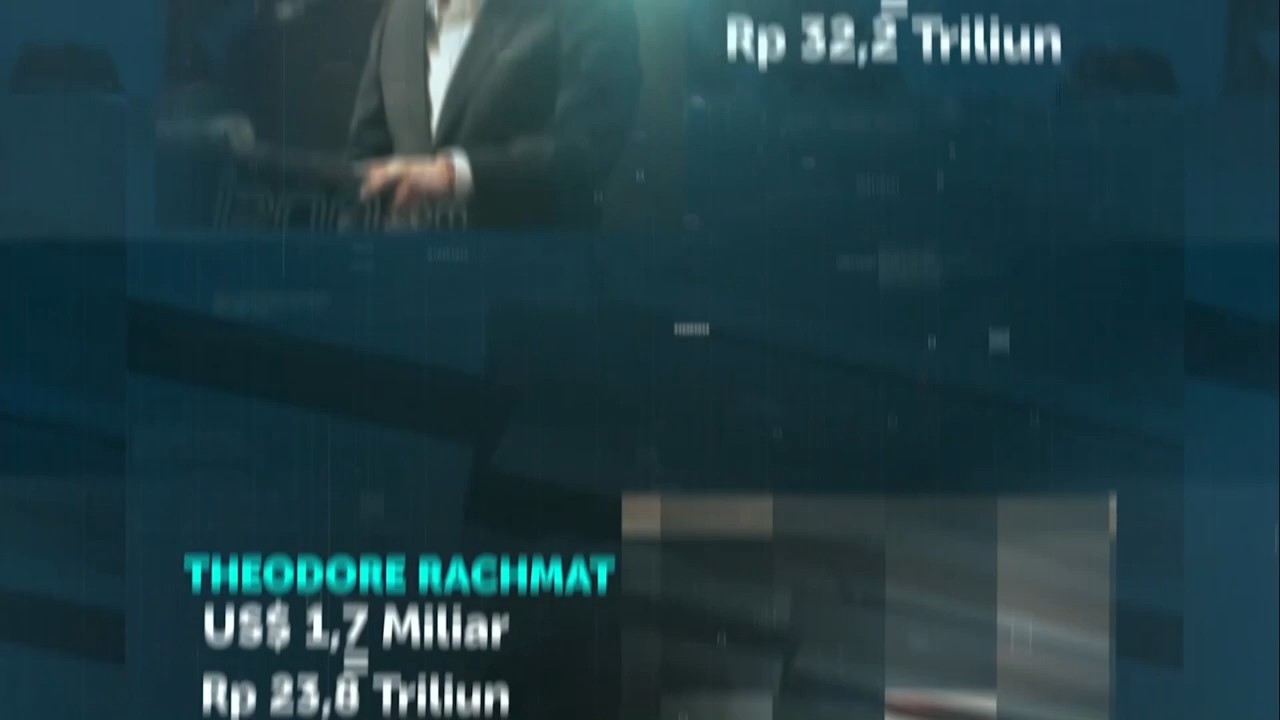 Rp 32,2 Triliun
THEODORE RACHMAT
US$ 1,7 Miliar
=
Rp 23,8 Triliun